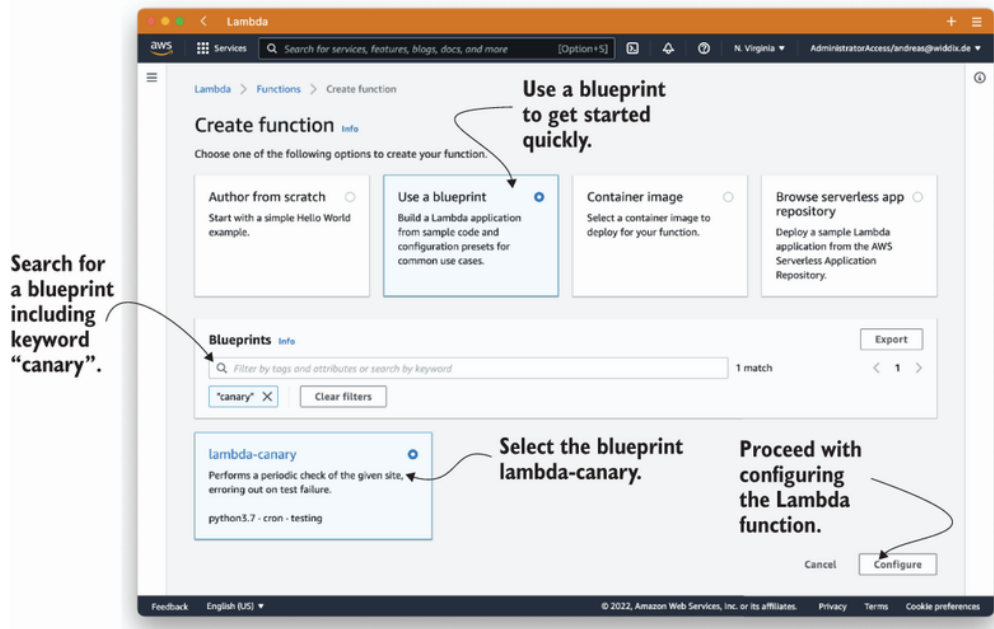 Lambda
aws Services Search for services, features, blogs, docs, and more [Option+S] N. Virginia AdministratorAccess/andreas@widdix.de
Lambda > Functions > Create function
Use a blueprint
to get started
quickly.
Create function Info
Choose one of the following options to create your function.
Author from scratch
Start with a simple Hello World
example.
Use a blueprint
Build a Lambda application
from sample code and
configuration presets for
common use cases.
Container image
Select a container image to
deploy for your function.
Browse serverless app
repository
Deploy a sample Lambda
application from the AWS
Serverless Application
Repository.
Search for
a blueprint
including
keyword
“canary”.
Blueprints Info
Export
Filter by tags and attributes or search by keyword
1 match
< 1 >
"canary" X
Clear filters
lambda-canary
Performs a periodic check of the given site,
erroring out on test failure.
python3.7 · cron · testing
Select the blueprint
lambda-canary.
Proceed with
configuring
the Lambda
function.
Cancel
Configure
Feedback English (US) © 2022, Amazon Web Services, Inc. or its affiliates. Privacy Terms Cookie preferences